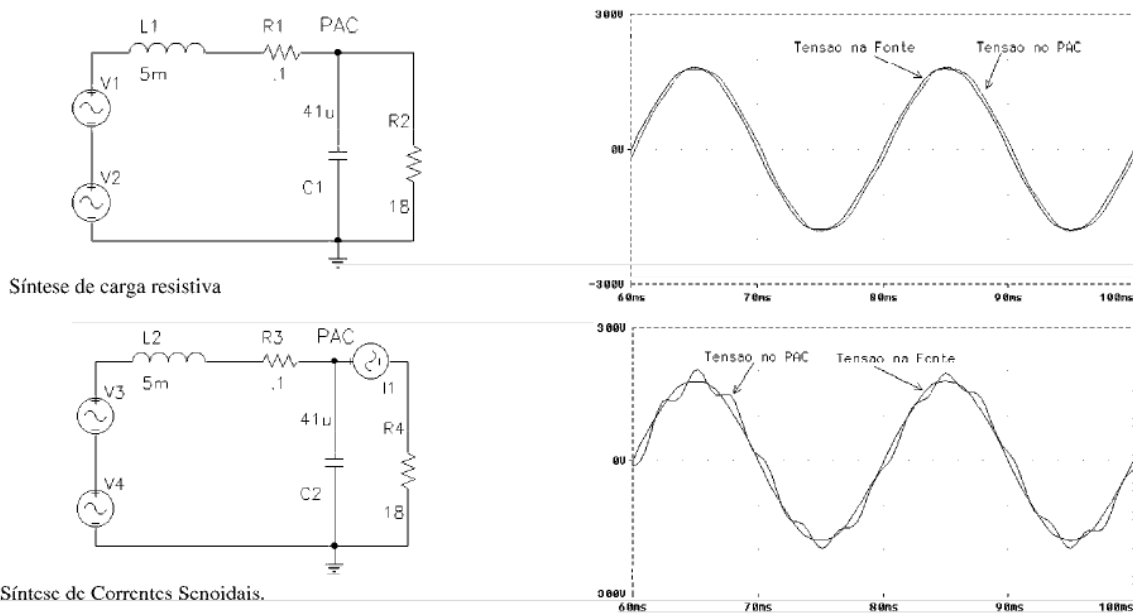 L1
R1
PAC
5m
.1
V1
41u
R2
V2
C1
18
Síntese de carga resistiva
300V
Tensao na Fonte
Tensao no PAC
0V
-300V
60ms
70ms
80ms
90ms
100ms
L2
R3
PAC
5m
.1
I1
V3
41u
R4
V4
C2
18
Síntese de Correntes Senoidais.
300V
Tensao no PAC
Tensao na Fonte
0V
300V
60ms
70ms
80ms
90ms
100ms